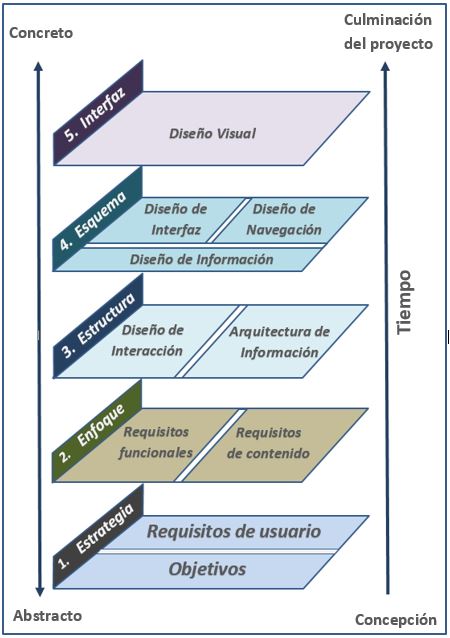 Concreto
Culminación
del proyecto
5. Interfaz
Diseño Visual
4. Esquema
Diseño de
Interfaz
Diseño de
Navegación
Diseño de Información
3. Estructura
Diseño de
Interacción
Arquitectura de
Información
Tiempo
2. Enfoque
Requisitos
funcionales
Requisitos
de contenido
1. Estrategia
Requisitos de usuario
Objetivos
Abstracto
Concepción